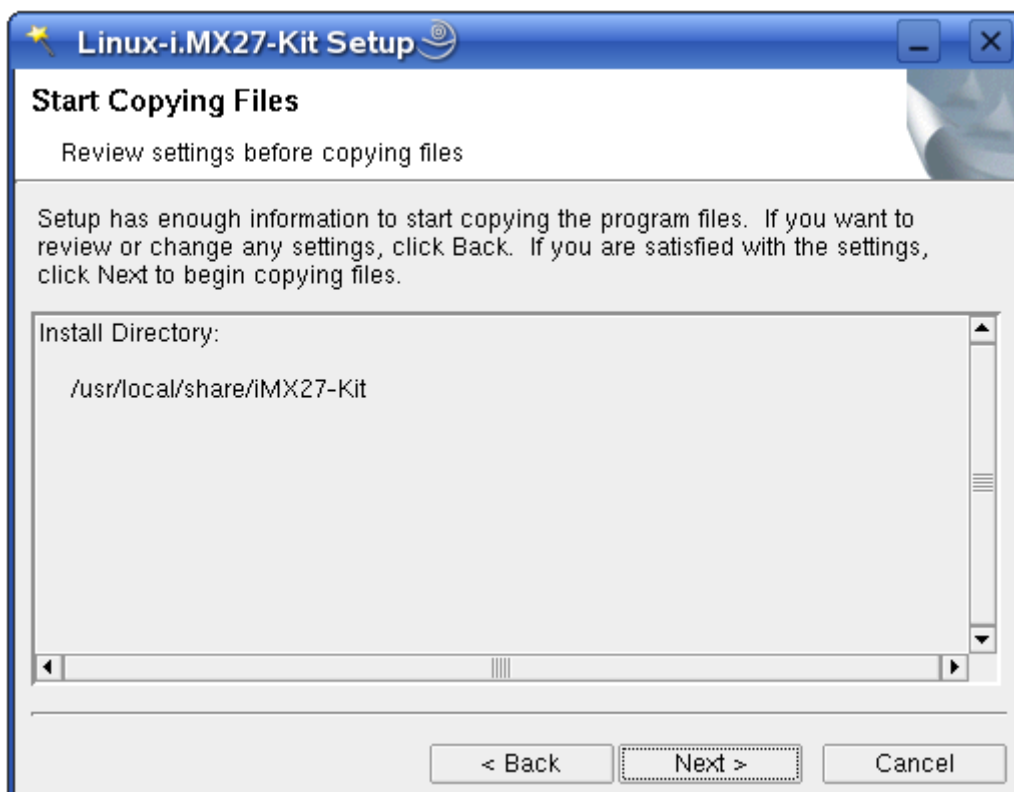 Linux-i.MX27-Kit Setup
Start Copying Files
Review settings before copying files
Setup has enough information to start copying the program files.  If you want to
review or change any settings, click Back.  If you are satisfied with the settings,
click Next to begin copying files.
Install Directory:
/usr/local/share/iMX27-Kit
< Back
Next >
Cancel